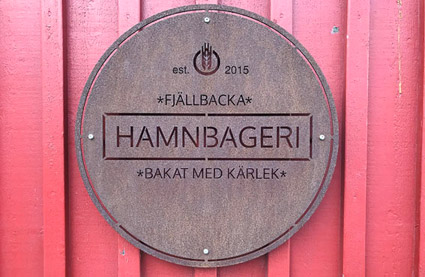 est. 2015
*FJÄLLBACKA*
HAMNBAGERI
*BAKAT MED KÄRLEK*